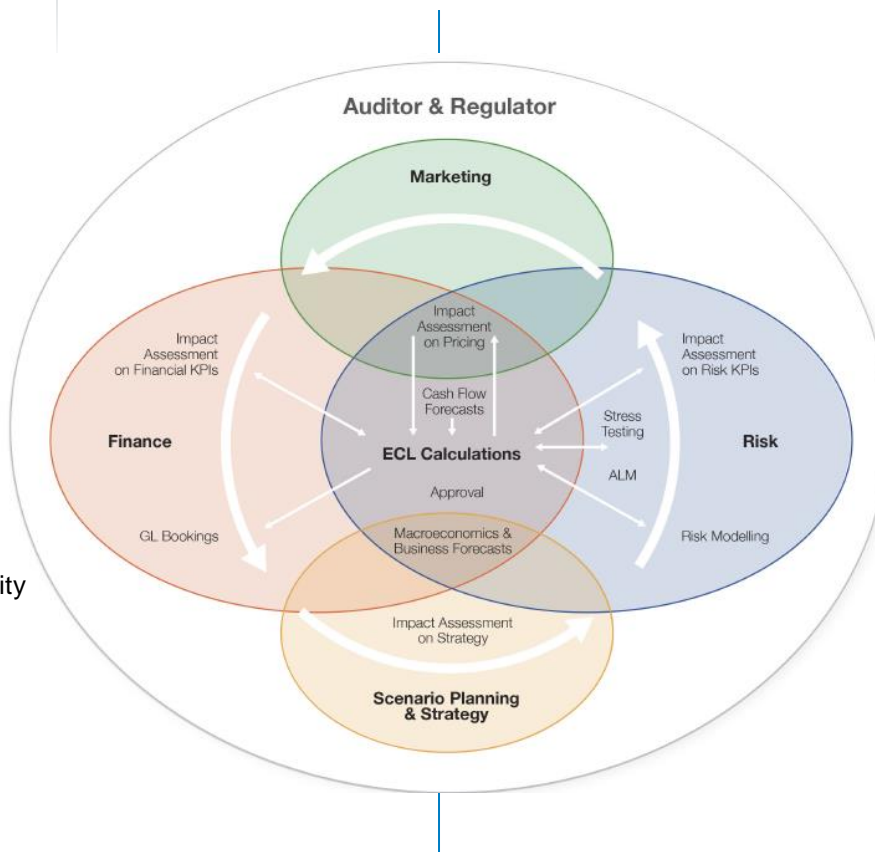 Auditor & Regulator
Marketing
Impact
Assessment
on Pricing
Impact
Assessment
on Financial KPIs
Impact
Assessment
on Risk KPIs
Cash Flow
Forecasts
Stress
Testing
Finance
ECL Calculations
Risk
ALM
Approval
GL Bookings
Macroeconomics &
Business Forecasts
Risk Modelling
ity
Impact Assessment
on Strategy
Scenario Planning
& Strategy